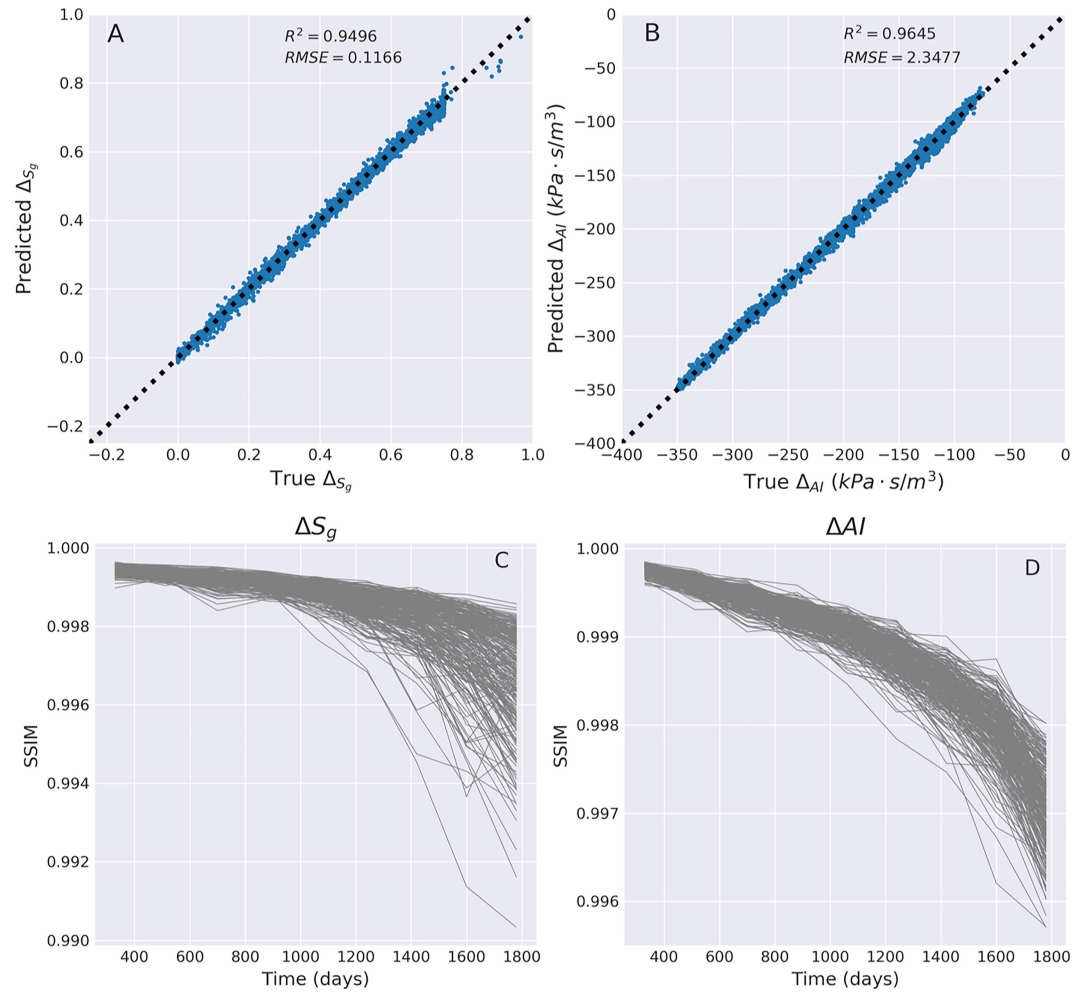 A
R² = 0.9496
RMSE = 0.1166
1.0
0.8
0.6
0.4
0.2
0.0
−0.2
Predicted Δ_{S_g}
−0.2 0.0 0.2 0.4 0.6 0.8 1.0
True Δ_{S_g}
B
R² = 0.9645
RMSE = 2.3477
0
−50
−100
−150
−200
−250
−300
−350
−400
Predicted Δ_{AI} (kPa · s/m³)
−400 −350 −300 −250 −200 −150 −100 −50 0
True Δ_{AI} (kPa · s/m³)
ΔS_g
C
1.000
0.998
0.996
0.994
0.992
0.990
SSIM
400 600 800 1000 1200 1400 1600 1800
Time (days)
ΔAI
D
1.000
0.999
0.998
0.997
0.996
SSIM
400 600 800 1000 1200 1400 1600 1800
Time (days)